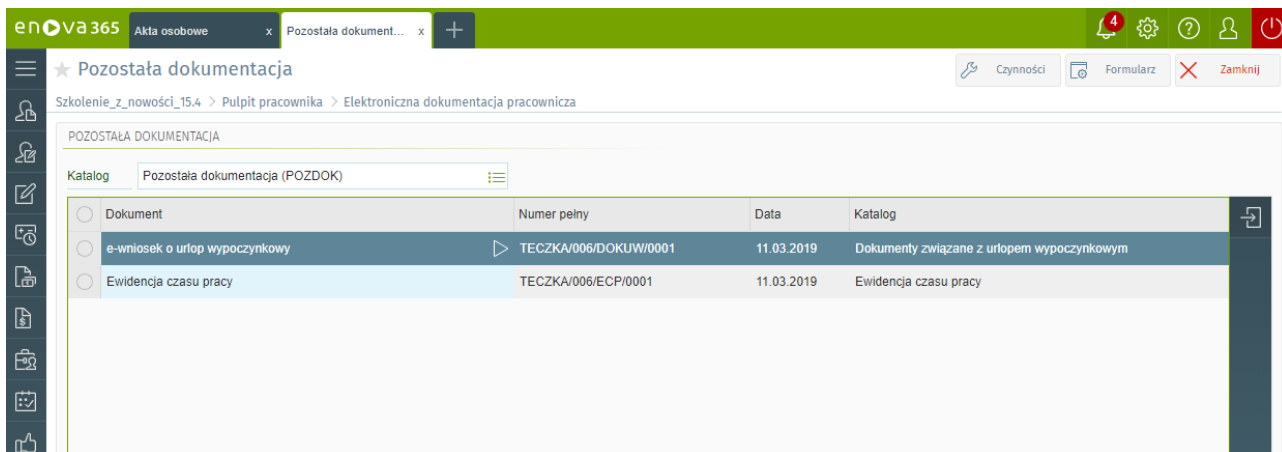 enova365 Akta osobowe x Pozostała dokument... x 4
Pozostała dokumentacja Czynności Formularz Zamknij
Szkolenie_z_nowości_15.4 > Pulpit pracownika > Elektroniczna dokumentacja pracownicza
POZOSTAŁA DOKUMENTACJA
Katalog Pozostała dokumentacja (POZDOK)
Dokument Numer pełny Data Katalog
e-wniosek o urlop wypoczynkowy TECZKA/006/DOKUW/0001 11.03.2019 Dokumenty związane z urlopem wypoczynkowym
Ewidencja czasu pracy TECZKA/006/ECP/0001 11.03.2019 Ewidencja czasu pracy